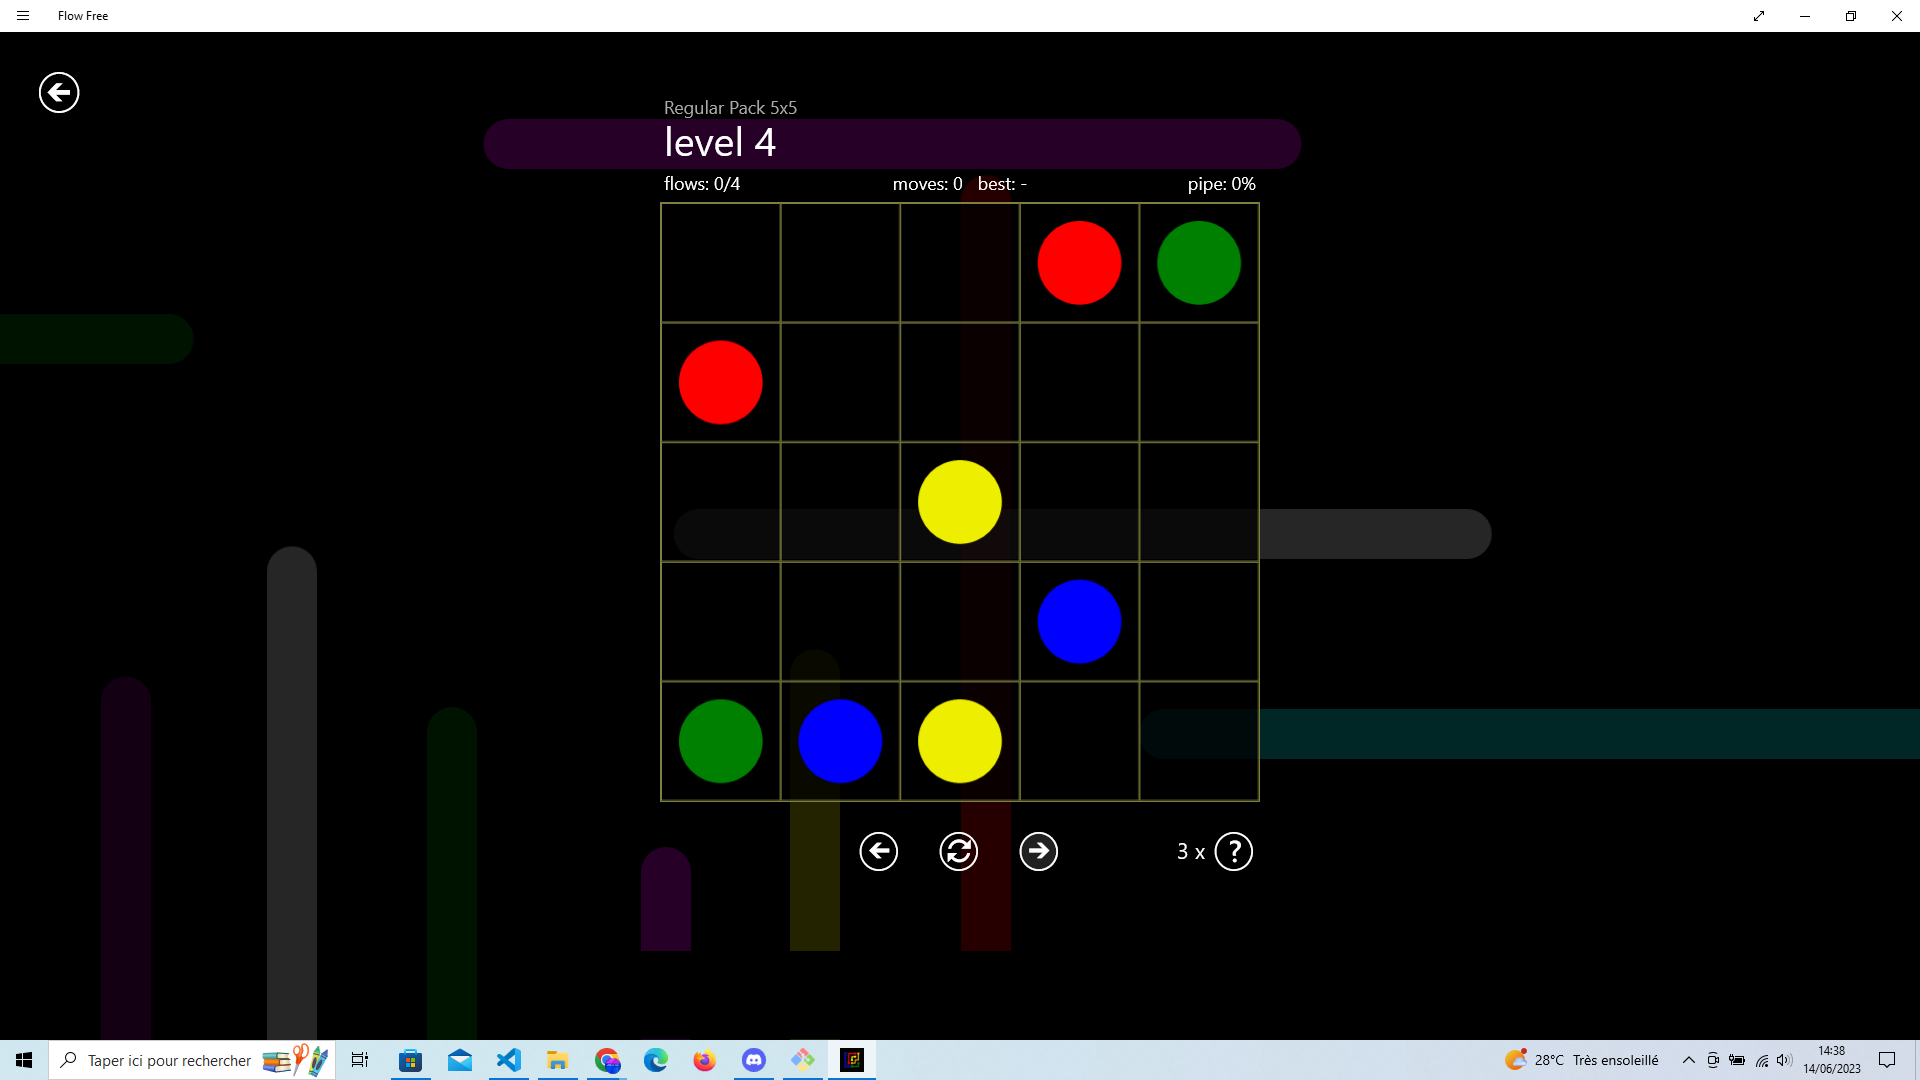 Flow Free
Regular Pack 5x5
level 4
flows: 0/4 moves: 0 best: - pipe: 0%
3 x ?
Taper ici pour rechercher
28°C Très ensoleillé
14:38
14/06/2023